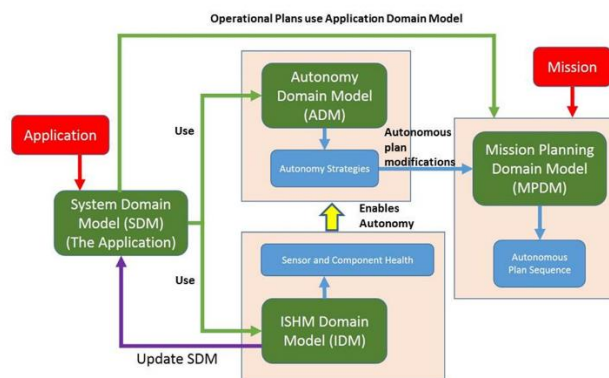 Operational Plans use Application Domain Model
Mission
Application
Autonomy
Domain Model
(ADM)
Use
Autonomous
plan
modifications
Autonomy Strategies
Mission Planning
Domain Model
(MPDM)
System Domain
Model (SDM)
(The Application)
Enables
Autonomy
Autonomous
Plan Sequence
Sensor and Component Health
Use
ISHM Domain
Model (IDM)
Update SDM